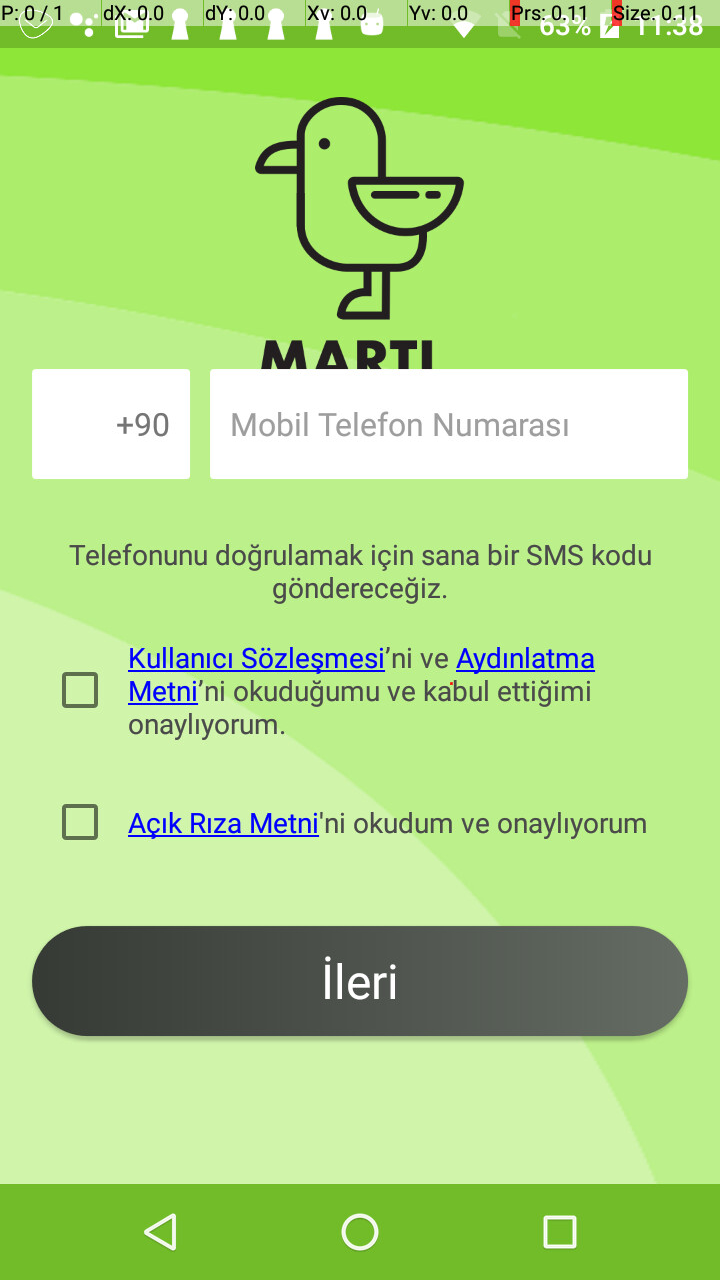 P: 0 / 1 dX: 0.0 dY: 0.0 Xv: 0.0 Yv: 0.0 Prs: 0.11 Size: 0.11
63% 11:38
MARTI
+90 Mobil Telefon Numarası
Telefonunu doğrulamak için sana bir SMS kodu
göndereceğiz.
Kullanıcı Sözleşmesi’ni ve Aydınlatma
Metni’ni okuduğumu ve kabul ettiğimi
onaylıyorum.
Açık Rıza Metni'ni okudum ve onaylıyorum
İleri